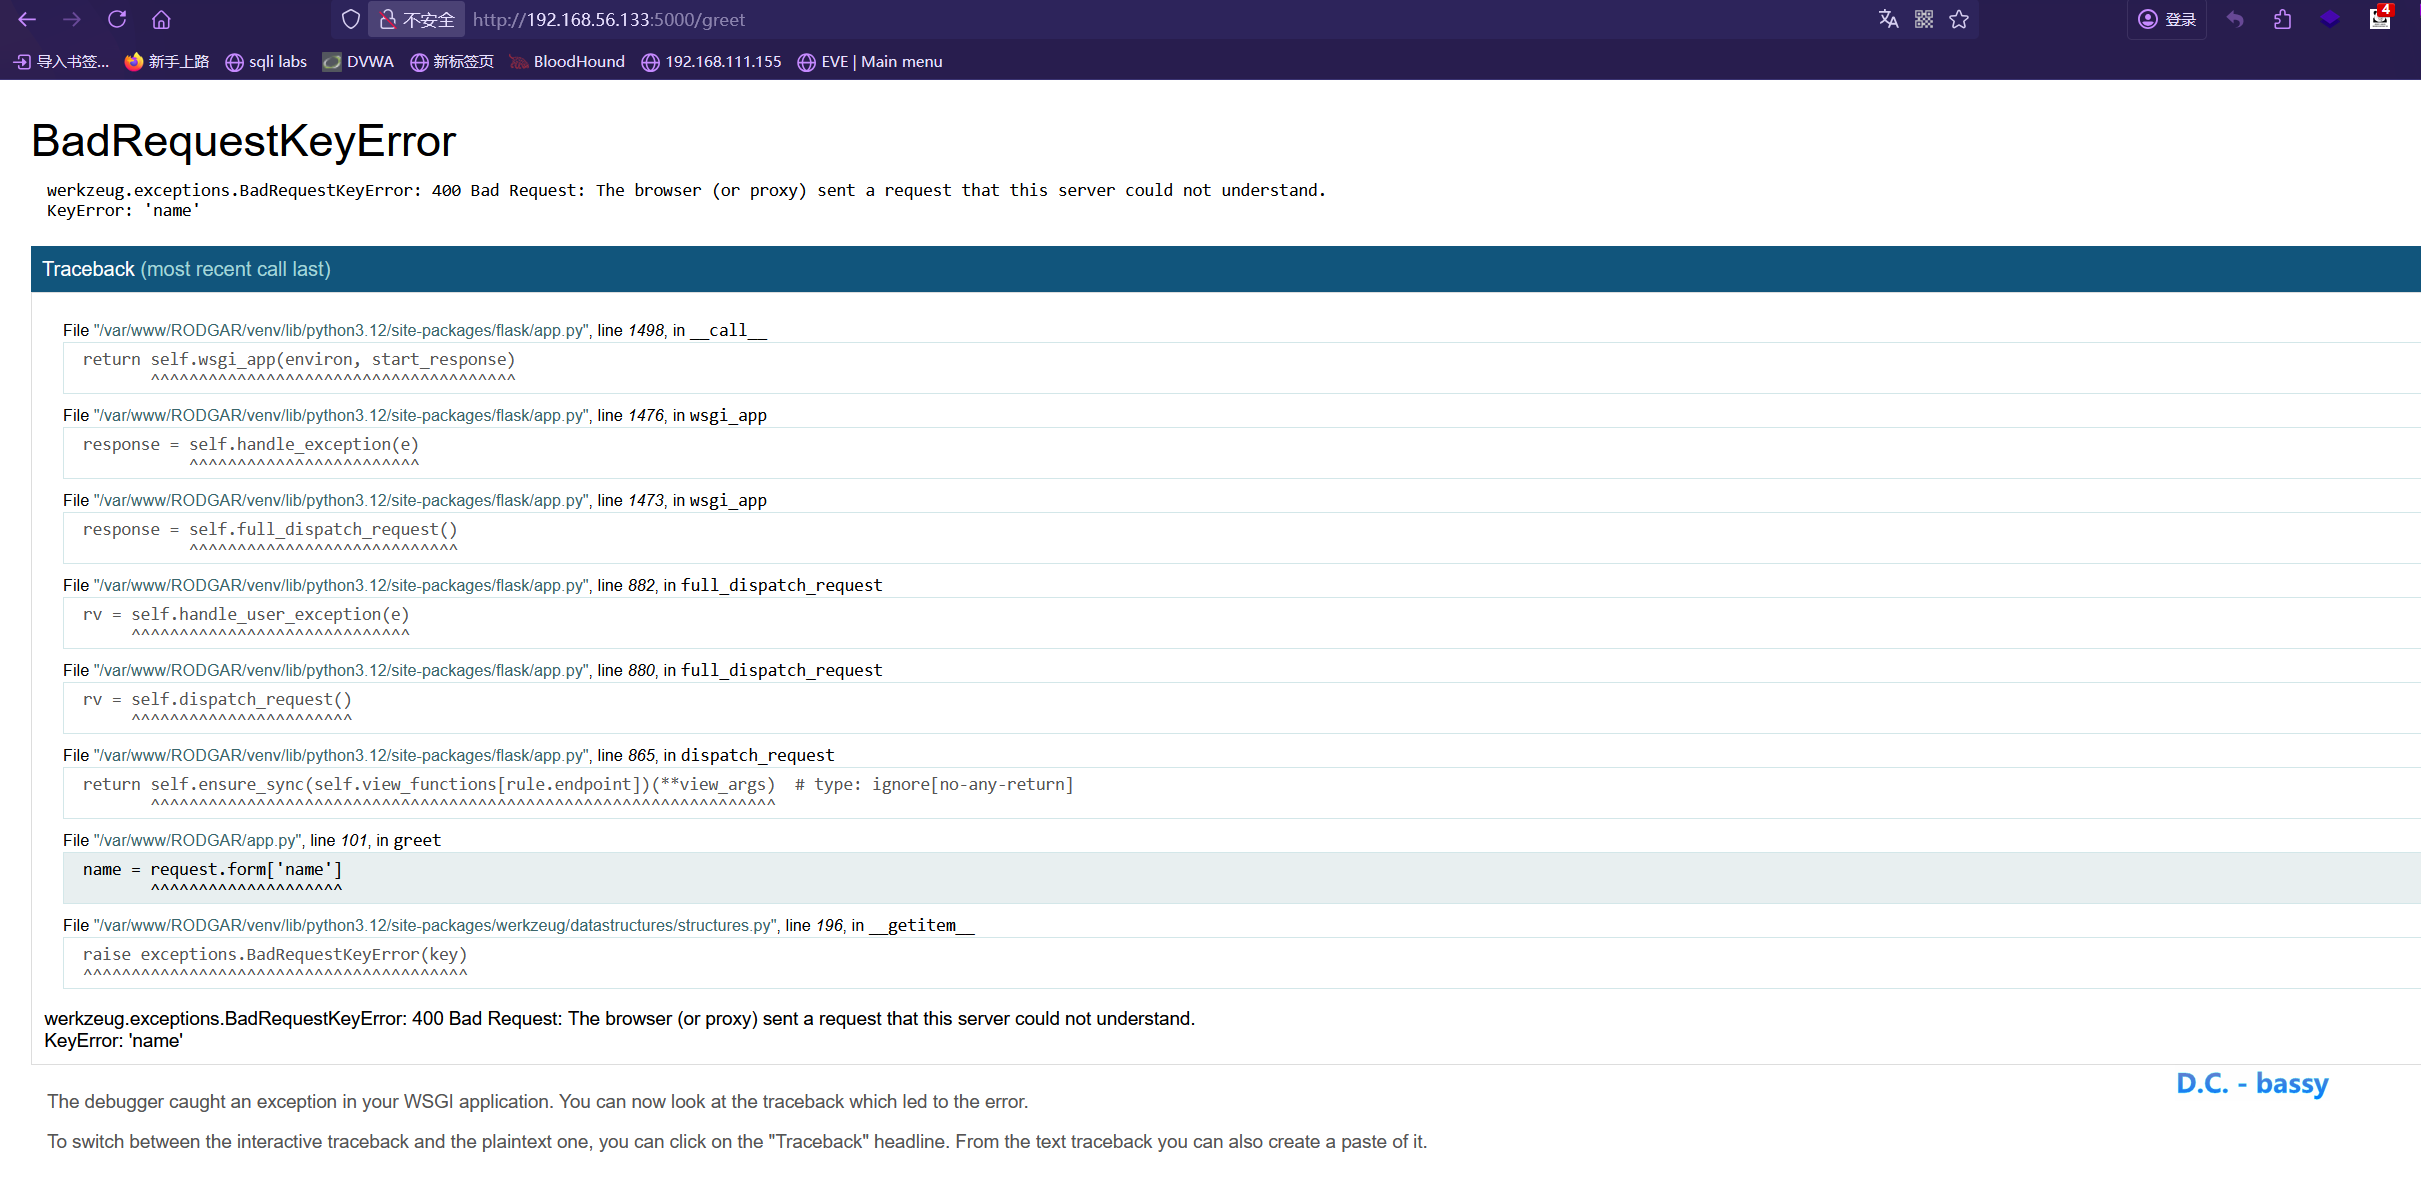 不安全 http://192.168.56.133:5000/greet 登录 4
导入书签... 新手上路 sqli labs DVWA 新标签页 BloodHound 192.168.111.155 EVE | Main menu
BadRequestKeyError
werkzeug.exceptions.BadRequestKeyError: 400 Bad Request: The browser (or proxy) sent a request that this server could not understand.
KeyError: 'name'
Traceback (most recent call last)
File "/var/www/RODGAR/venv/lib/python3.12/site-packages/flask/app.py", line 1498, in __call__
return self.wsgi_app(environ, start_response)
^^^^^^^^^^^^^^^^^^^^^^^^^^^^^^^^^^^^^^
File "/var/www/RODGAR/venv/lib/python3.12/site-packages/flask/app.py", line 1476, in wsgi_app
response = self.handle_exception(e)
^^^^^^^^^^^^^^^^^^^^^^^^
File "/var/www/RODGAR/venv/lib/python3.12/site-packages/flask/app.py", line 1473, in wsgi_app
response = self.full_dispatch_request()
^^^^^^^^^^^^^^^^^^^^^^^^^^^^
File "/var/www/RODGAR/venv/lib/python3.12/site-packages/flask/app.py", line 882, in full_dispatch_request
rv = self.handle_user_exception(e)
^^^^^^^^^^^^^^^^^^^^^^^^^^^^^
File "/var/www/RODGAR/venv/lib/python3.12/site-packages/flask/app.py", line 880, in full_dispatch_request
rv = self.dispatch_request()
^^^^^^^^^^^^^^^^^^^^^^^
File "/var/www/RODGAR/venv/lib/python3.12/site-packages/flask/app.py", line 865, in dispatch_request
return self.ensure_sync(self.view_functions[rule.endpoint])(**view_args)  # type: ignore[no-any-return]
^^^^^^^^^^^^^^^^^^^^^^^^^^^^^^^^^^^^^^^^^^^^^^^^^^^^^^^^^^^^^^^^^
File "/var/www/RODGAR/app.py", line 101, in greet
name = request.form['name']
^^^^^^^^^^^^^^^^^^^^
File "/var/www/RODGAR/venv/lib/python3.12/site-packages/werkzeug/datastructures/structures.py", line 196, in __getitem__
raise exceptions.BadRequestKeyError(key)
^^^^^^^^^^^^^^^^^^^^^^^^^^^^^^^^^^^^^^^^
werkzeug.exceptions.BadRequestKeyError: 400 Bad Request: The browser (or proxy) sent a request that this server could not understand.
KeyError: 'name'
D.C. - bassy
The debugger caught an exception in your WSGI application. You can now look at the traceback which led to the error.
To switch between the interactive traceback and the plaintext one, you can click on the "Traceback" headline. From the text traceback you can also create a paste of it.